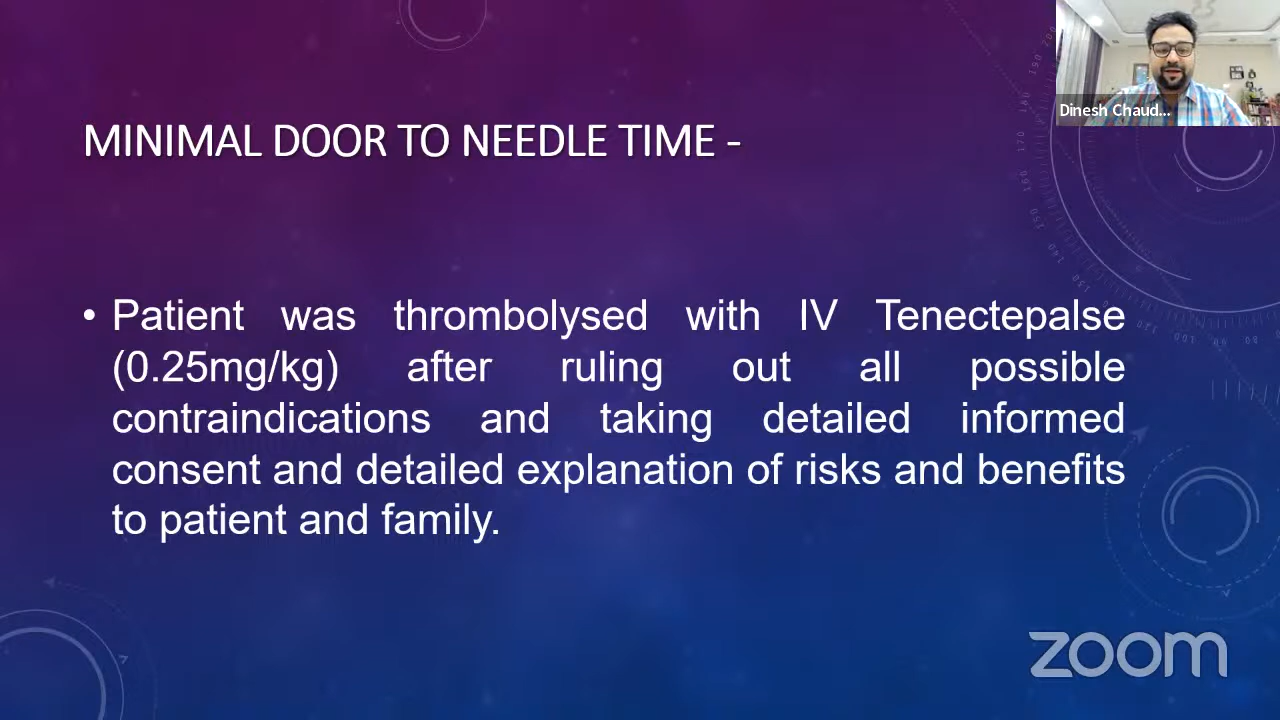 Dinesh Chaud...
MINIMAL DOOR TO NEEDLE TIME -
• Patient was thrombolysed with IV Tenectepalse
(0.25mg/kg) after ruling out all possible
contraindications and taking detailed informed
consent and detailed explanation of risks and benefits
to patient and family.
zoom